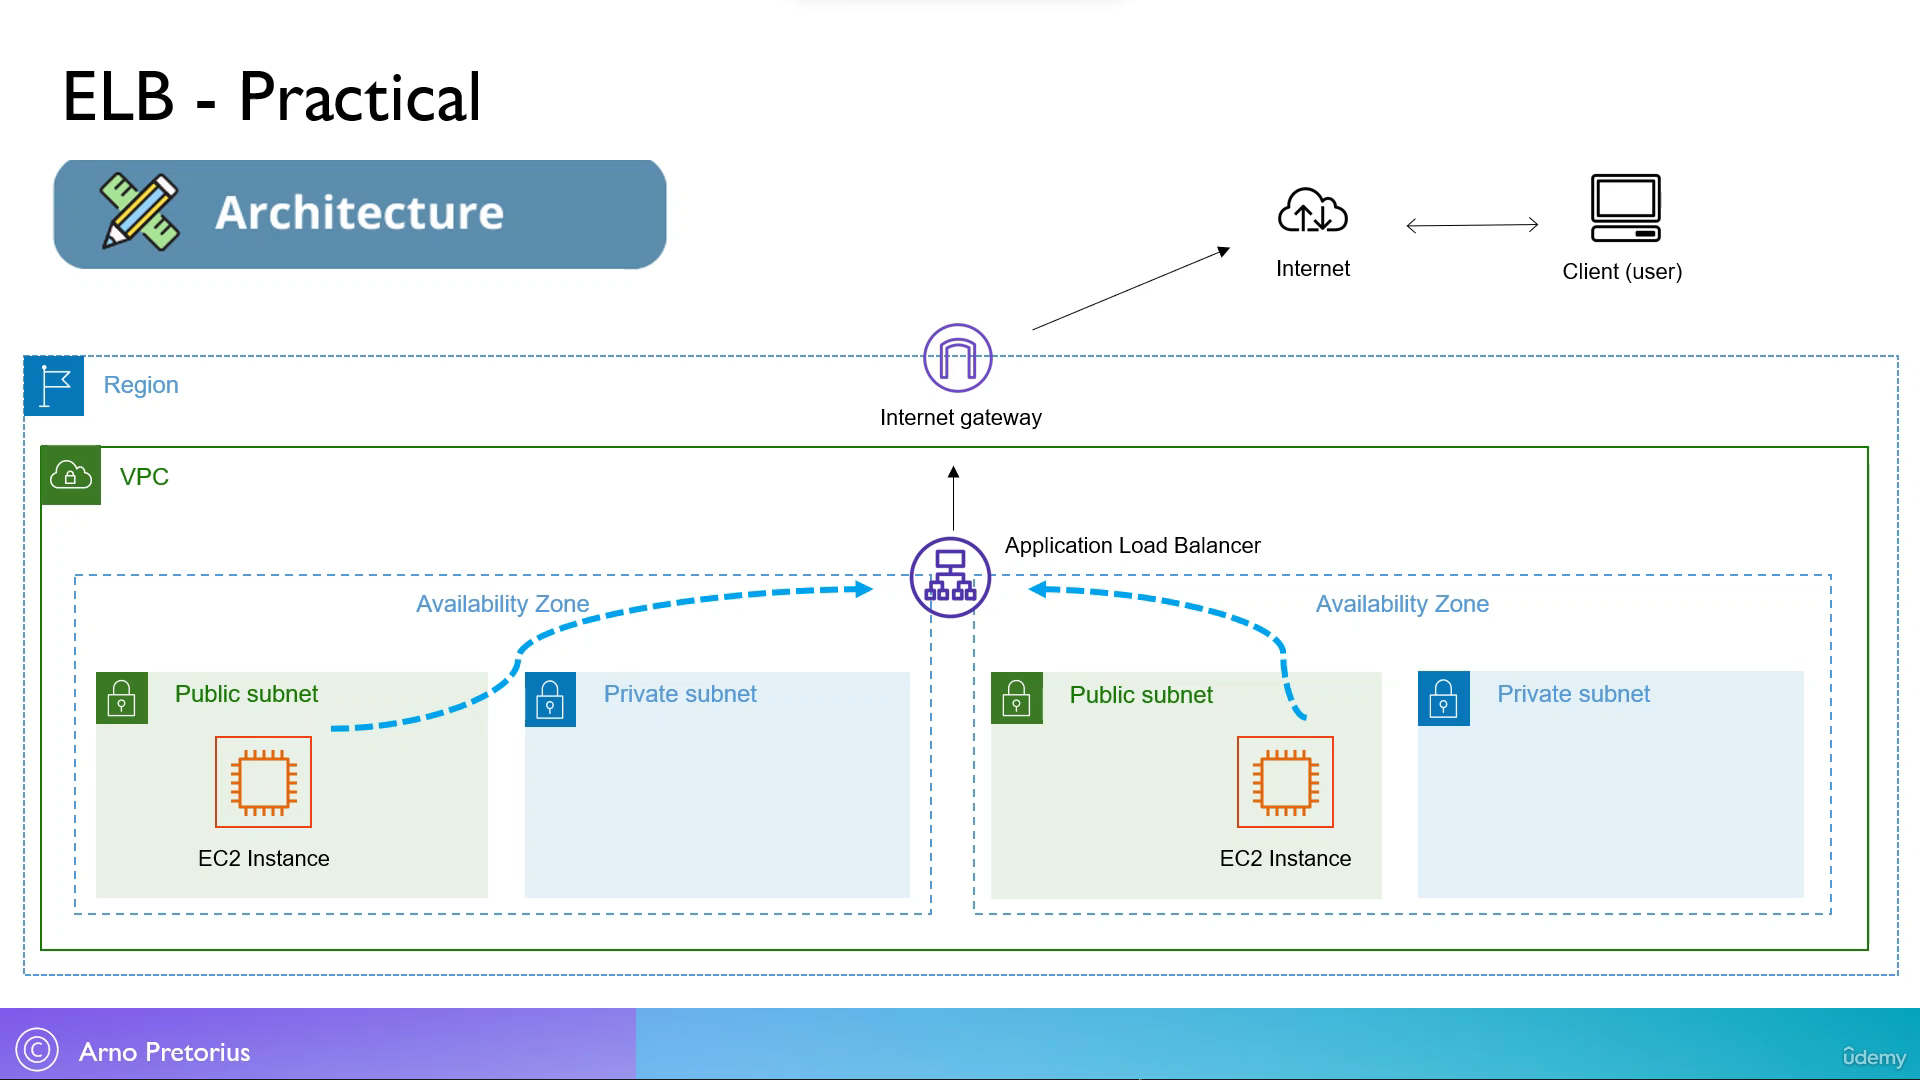 ELB - Practical
Architecture
Internet
Client (user)
Region
Internet gateway
VPC
Application Load Balancer
Availability Zone
Availability Zone
Public subnet
Private subnet
Public subnet
Private subnet
EC2 Instance
EC2 Instance
© Arno Pretorius
ûdemy